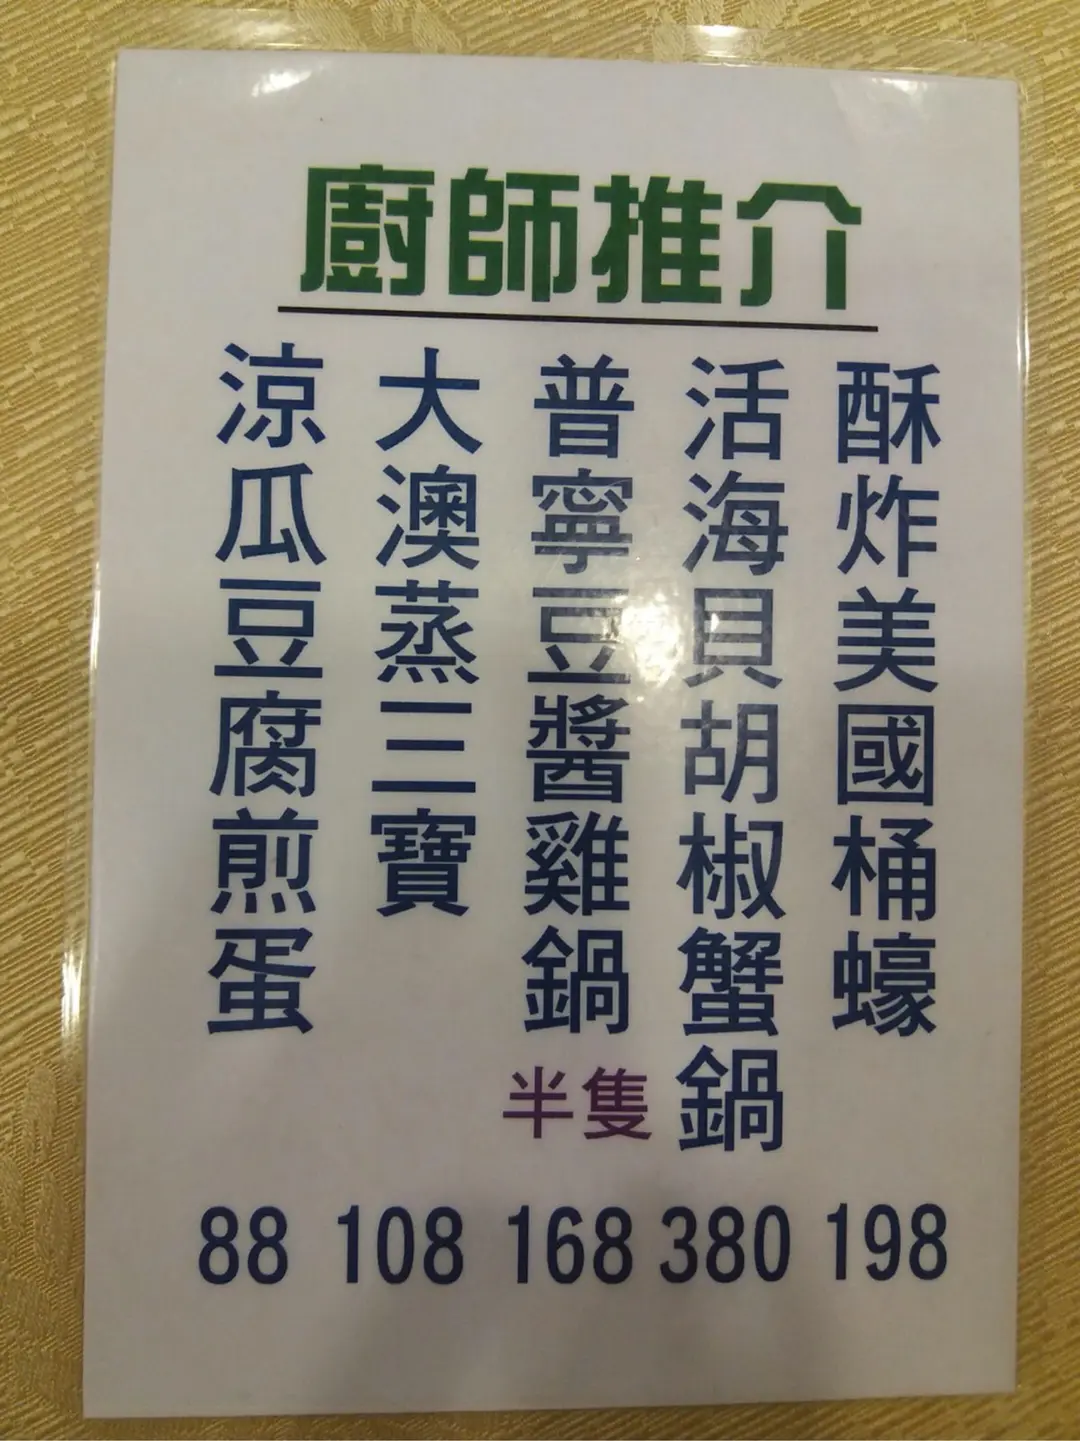 廚師推介
酥炸美國桶蠔
198
活海貝胡椒蟹鍋
380
普寧豆醬雞鍋
半隻
168
大澳蒸三寶
108
涼瓜豆腐煎蛋
88